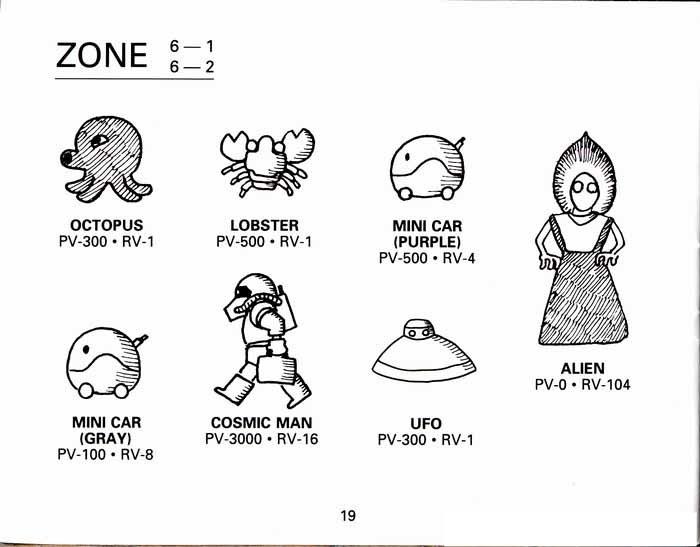 ZONE 6 — 1
6 — 2
OCTOPUS
PV-300 • RV-1
LOBSTER
PV-500 • RV-1
MINI CAR
(PURPLE)
PV-500 • RV-4
ALIEN
PV-0 • RV-104
MINI CAR
(GRAY)
PV-100 • RV-8
COSMIC MAN
PV-3000 • RV-16
UFO
PV-300 • RV-1
19